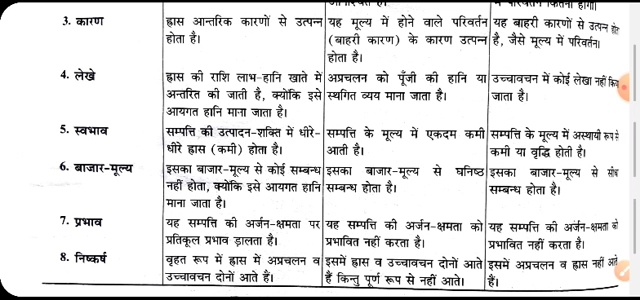 3. कारण ह्रास आन्तरिक कारणों से उत्पन्न यह मूल्य में होने वाले परिवर्तन यह बाहरी कारणों से उत्पन्न
होता है। (बाहरी कारण) के कारण उत्पन्न है, जैसे मूल्य में परिवर्तन।
होता है।
4. लेखे ह्रास की राशि लाभ-हानि खाते में अप्रचलन को पूँजी की हानि या उच्चावचन में कोई लेखा नहीं
अन्तरित की जाती है, क्योंकि इसे स्थगित व्यय माना जाता है। जाता है।
आयगत हानि माना जाता है।
5. स्वभाव सम्पत्ति की उत्पादन-शक्ति में धीरे- सम्पत्ति के मूल्य में एकदम कमी सम्पत्ति के मूल्य में अस्थायी रूप से
धीरे ह्रास (कमी) होता है। आती है। कमी या वृद्धि होती है।
6. बाजार-मूल्य इसका बाजार-मूल्य से कोई सम्बन्ध इसका बाजार-मूल्य से घनिष्ठ इसका बाजार-मूल्य से
नहीं होता, क्योंकि इसे आयगत हानि सम्बन्ध होता है। सम्बन्ध होता है।
माना जाता है।
7. प्रभाव यह सम्पत्ति की अर्जन-क्षमता पर यह सम्पत्ति की अर्जन-क्षमता को यह सम्पत्ति की अर्जन-क्षमता को
प्रतिकूल प्रभाव डालता है। प्रभावित नहीं करता है। प्रभावित नहीं करता है।
8. निष्कर्ष वृहत रूप में ह्रास में अप्रचलन व इसमें ह्रास व उच्चावचन दोनों आते इसमें अप्रचलन व ह्रास नहीं आते
उच्चावचन दोनों आते हैं। हैं किन्तु पूर्ण रूप से नहीं आते। हैं।